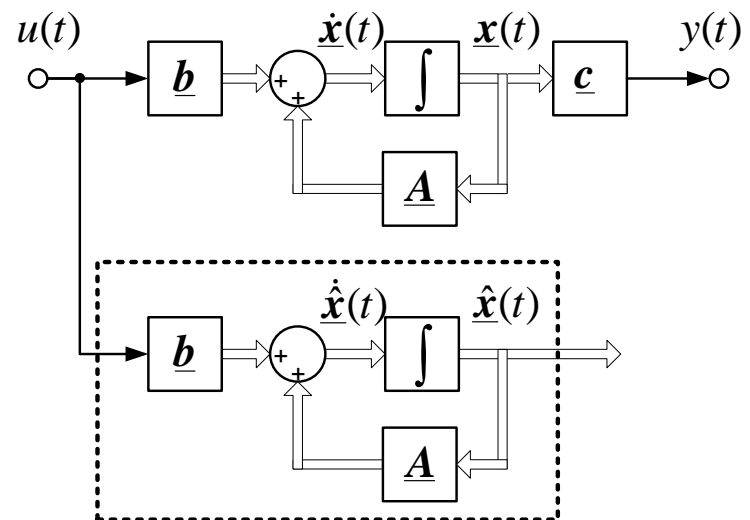 u(t) ẋ(t) x(t) y(t)
b + + ∫ c
A
x̂̇(t) x̂(t)
b + + ∫
A